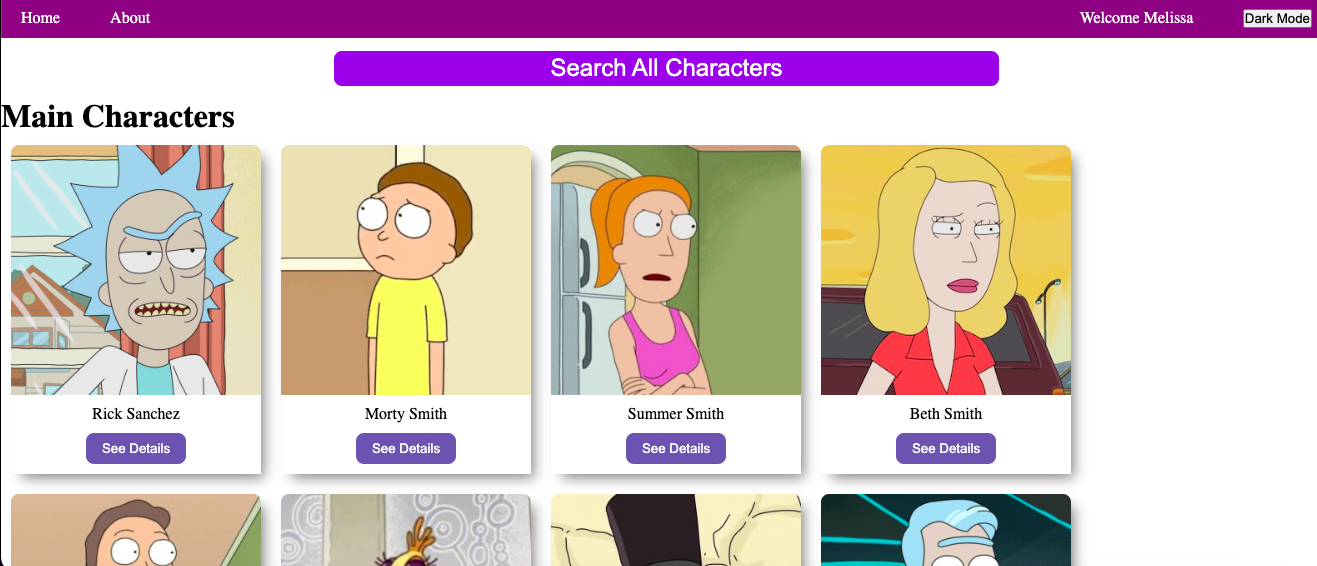 Home About Welcome Melissa Dark Mode
Search All Characters
Main Characters
Rick Sanchez Morty Smith Summer Smith Beth Smith
See Details See Details See Details See Details